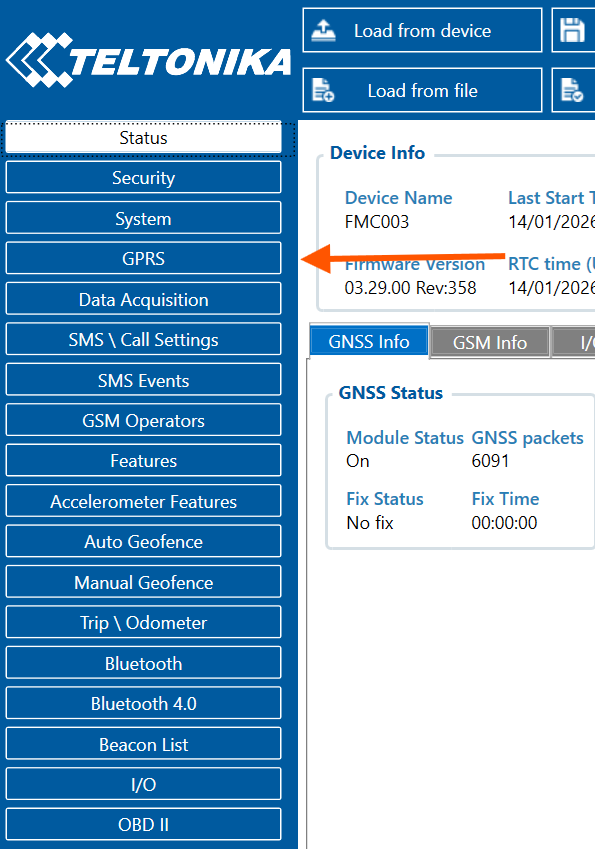 TELTONIKA
Load from device
Load from file
Status
Security
System
GPRS
Data Acquisition
SMS \ Call Settings
SMS Events
GSM Operators
Features
Accelerometer Features
Auto Geofence
Manual Geofence
Trip \ Odometer
Bluetooth
Bluetooth 4.0
Beacon List
I/O
OBD II
Device Info
Device Name Last Start T
FMC003 14/01/2026
Firmware Version RTC time (U
03.29.00 Rev:358 14/01/2026
GNSS Info GSM Info I/
GNSS Status
Module Status GNSS packets
On 6091
Fix Status Fix Time
No fix 00:00:00